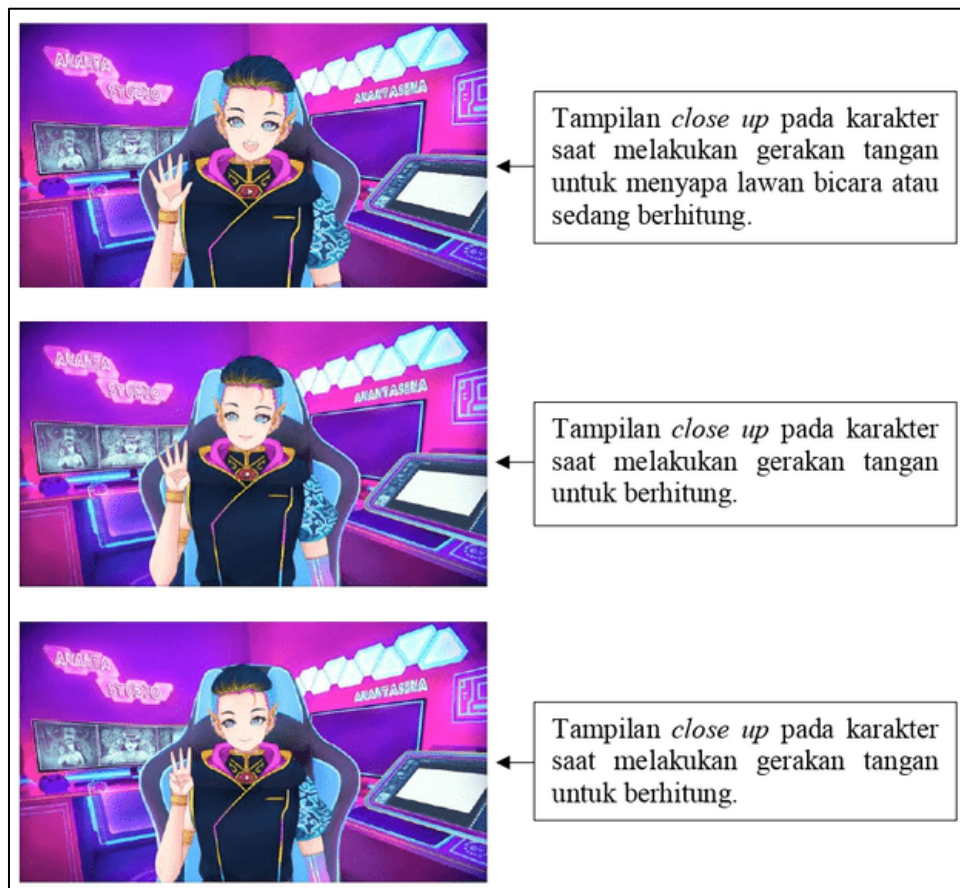 ANANTA
STUDIO
ANANTASENA
Tampilan close up pada karakter
saat melakukan gerakan tangan
untuk menyapa lawan bicara atau
sedang berhitung.
ANANTA
STUDIO
ANANTASENA
Tampilan close up pada karakter
saat melakukan gerakan tangan
untuk berhitung.
ANANTA
STUDIO
ANANTASENA
Tampilan close up pada karakter
saat melakukan gerakan tangan
untuk berhitung.